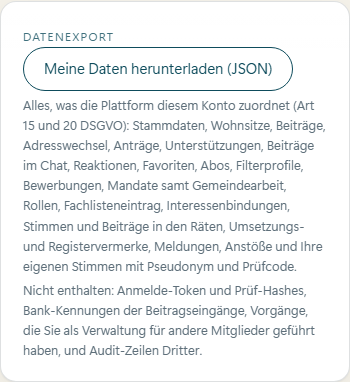 DATENEXPORT
Meine Daten herunterladen (JSON)
Alles, was die Plattform diesem Konto zuordnet (Art
15 und 20 DSGVO): Stammdaten, Wohnsitze, Beiträge,
Adresswechsel, Anträge, Unterstützungen, Beiträge
im Chat, Reaktionen, Favoriten, Abos, Filterprofile,
Bewerbungen, Mandate samt Gemeindearbeit,
Rollen, Fachlisteneintrag, Interessenbindungen,
Stimmen und Beiträge in den Räten, Umsetzungs-
und Registervermerke, Meldungen, Anstöße und Ihre
eigenen Stimmen mit Pseudonym und Prüfcode.
Nicht enthalten: Anmelde-Token und Prüf-Hashes,
Bank-Kennungen der Beitragseingänge, Vorgänge,
die Sie als Verwaltung für andere Mitglieder geführt
haben, und Audit-Zeilen Dritter.